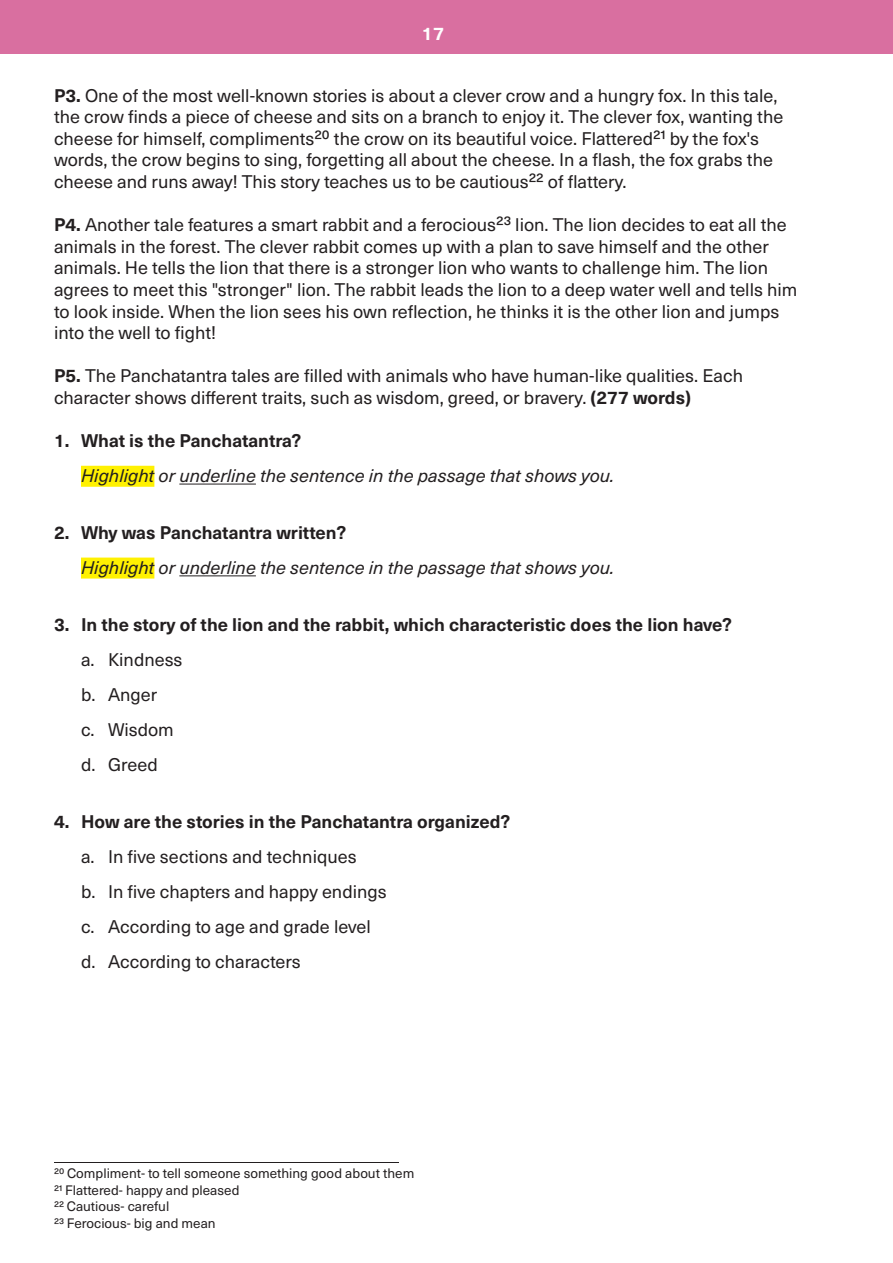 17
P3. One of the most well-known stories is about a clever crow and a hungry fox. In this tale,
the crow finds a piece of cheese and sits on a branch to enjoy it. The clever fox, wanting the
cheese for himself, compliments²⁰ the crow on its beautiful voice. Flattered²¹ by the fox's
words, the crow begins to sing, forgetting all about the cheese. In a flash, the fox grabs the
cheese and runs away! This story teaches us to be cautious²² of flattery.
P4. Another tale features a smart rabbit and a ferocious²³ lion. The lion decides to eat all the
animals in the forest. The clever rabbit comes up with a plan to save himself and the other
animals. He tells the lion that there is a stronger lion who wants to challenge him. The lion
agrees to meet this "stronger" lion. The rabbit leads the lion to a deep water well and tells him
to look inside. When the lion sees his own reflection, he thinks it is the other lion and jumps
into the well to fight!
P5. The Panchatantra tales are filled with animals who have human-like qualities. Each
character shows different traits, such as wisdom, greed, or bravery. (277 words)
1. What is the Panchatantra?
Highlight or underline the sentence in the passage that shows you.
2. Why was Panchatantra written?
Highlight or underline the sentence in the passage that shows you.
3. In the story of the lion and the rabbit, which characteristic does the lion have?
a. Kindness
b. Anger
c. Wisdom
d. Greed
4. How are the stories in the Panchatantra organized?
a. In five sections and techniques
b. In five chapters and happy endings
c. According to age and grade level
d. According to characters
²⁰ Compliment- to tell someone something good about them
²¹ Flattered- happy and pleased
²² Cautious- careful
²³ Ferocious- big and mean